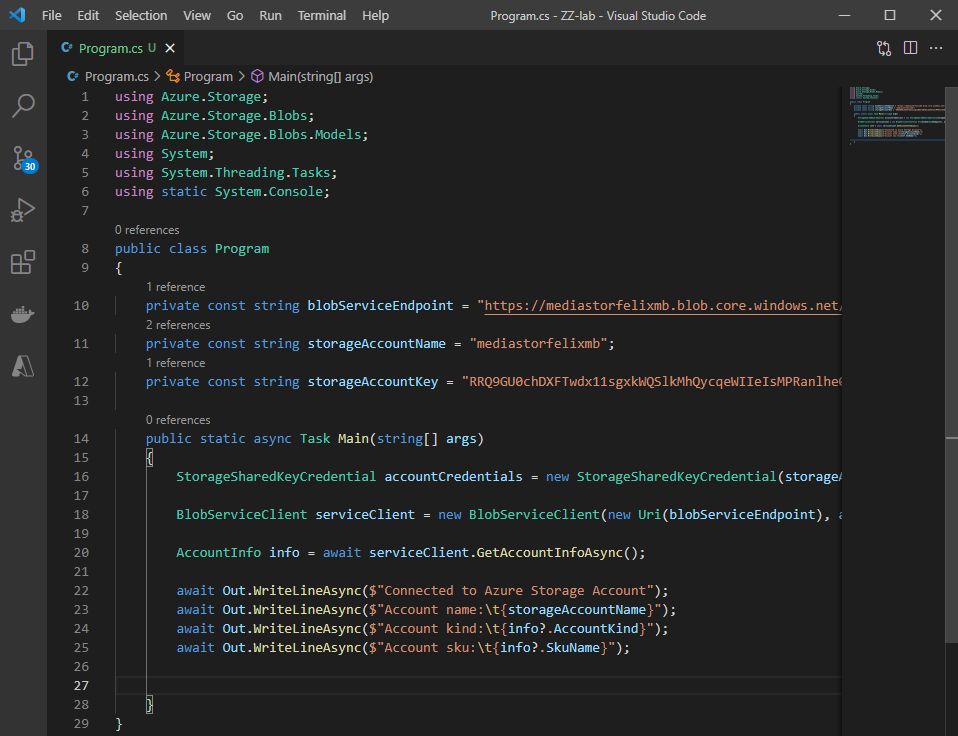 File Edit Selection View Go Run Terminal Help Program.cs - ZZ-lab - Visual Studio Code
C# Program.cs U
C# Program.cs > Program > Main(string[] args)
1 using Azure.Storage;
2 using Azure.Storage.Blobs;
3 using Azure.Storage.Blobs.Models;
4 using System;
5 using System.Threading.Tasks;
6 using static System.Console;
7
0 references
8 public class Program
9 {
1 reference
10 private const string blobServiceEndpoint = "https://mediastorfelixmb.blob.core.windows.net/
2 references
11 private const string storageAccountName = "mediastorfelixmb";
1 reference
12 private const string storageAccountKey = "RRQ9GU0chDXFTwdx11sgxkWQSlkMhQycqeWIIeIsMPRanlhe
13
0 references
14 public static async Task Main(string[] args)
15 {
16 StorageSharedKeyCredential accountCredentials = new StorageSharedKeyCredential(storageA
17
18 BlobServiceClient serviceClient = new BlobServiceClient(new Uri(blobServiceEndpoint), a
19
20 AccountInfo info = await serviceClient.GetAccountInfoAsync();
21
22 await Out.WriteLineAsync($"Connected to Azure Storage Account");
23 await Out.WriteLineAsync($"Account name:\t{storageAccountName}");
24 await Out.WriteLineAsync($"Account kind:\t{info?.AccountKind}");
25 await Out.WriteLineAsync($"Account sku:\t{info?.SkuName}");
26
27
28 }
29 }
30